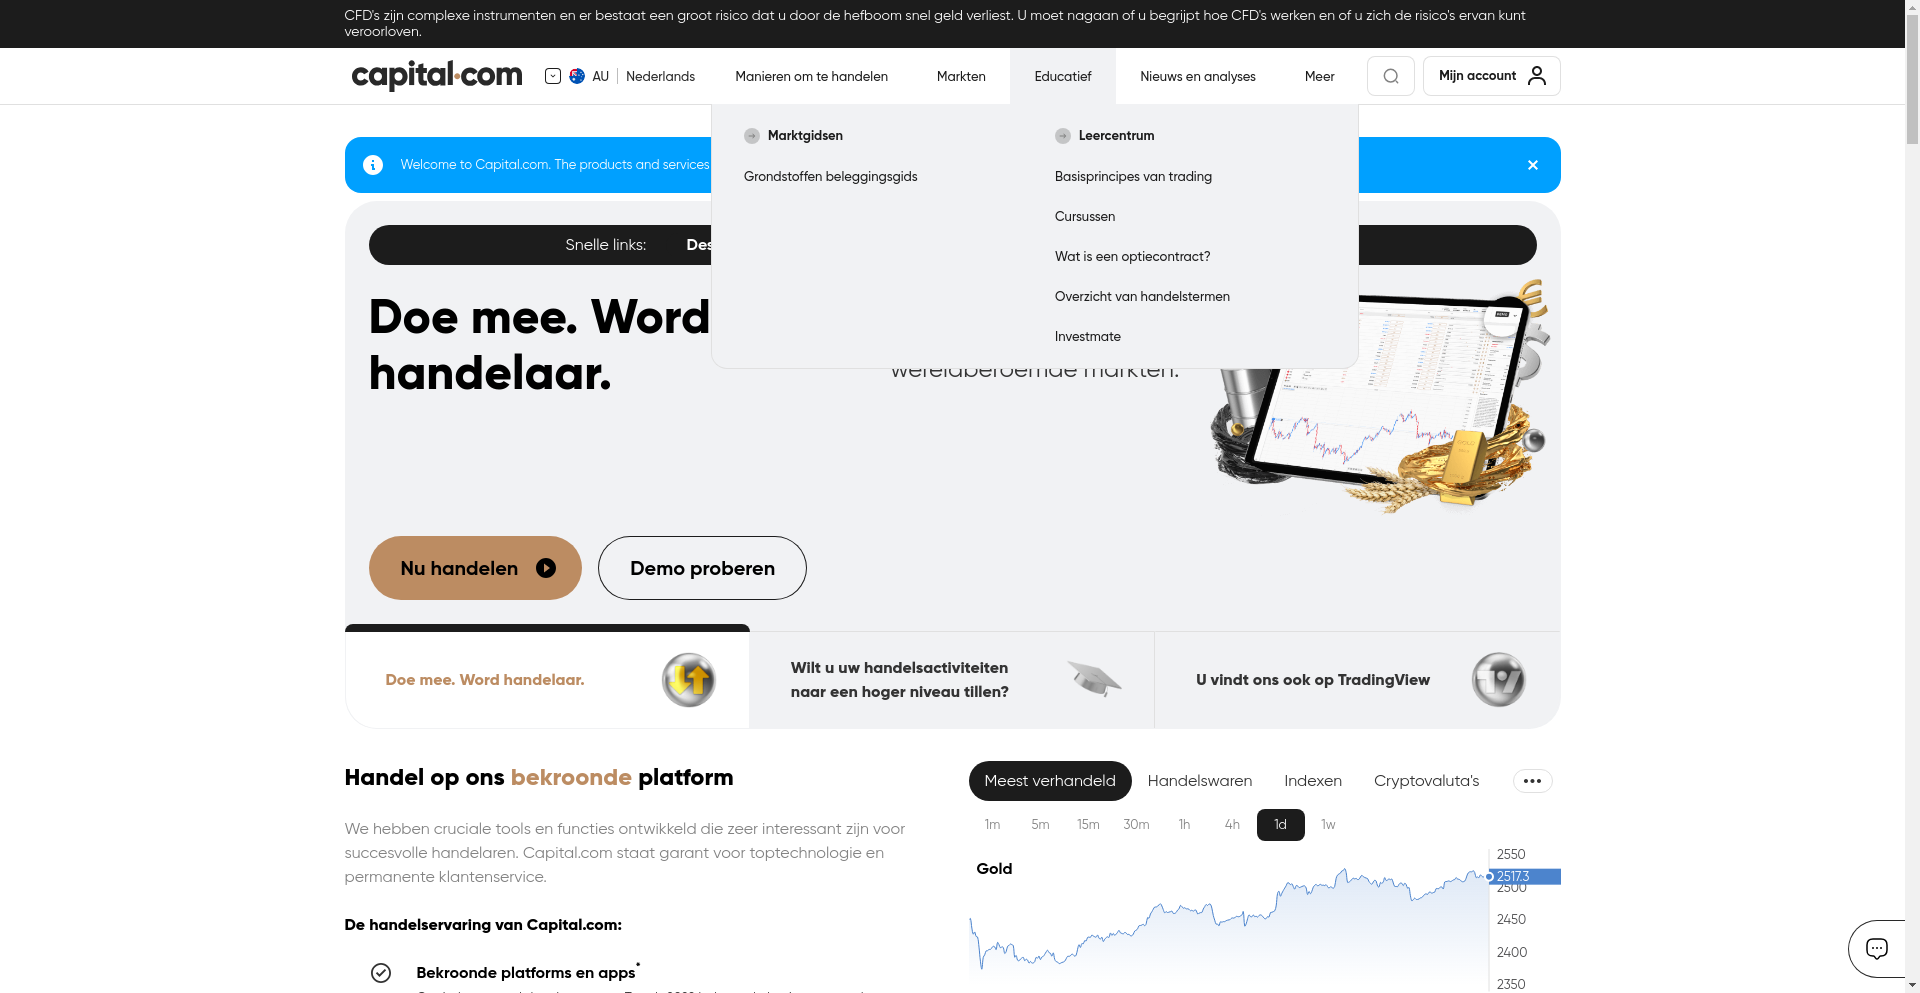 CFD's zijn complexe instrumenten en er bestaat een groot risico dat u door de hefboom snel geld verliest. U moet nagaan of u begrijpt hoe CFD's werken en of u zich de risico's ervan kunt
veroorloven.
capital.com
AU
Nederlands
Manieren om te handelen
Markten
Educatief
Nieuws en analyses
Meer
Mijn account
Marktgidsen
Leercentrum
Grondstoffen beleggingsgids
Basisprincipes van trading
Cursussen
Wat is een optiecontract?
Overzicht van handelstermen
Investmate
Welcome to Capital.com. The products and services
Snelle links:
Des
Doe mee. Word
handelaar.
wereldberoemde markten.
Nu handelen
Demo proberen
Doe mee. Word handelaar.
Wilt u uw handelsactiviteiten
naar een hoger niveau tillen?
U vindt ons ook op TradingView
Handel op ons bekroonde platform
We hebben cruciale tools en functies ontwikkeld die zeer interessant zijn voor
succesvolle handelaren. Capital.com staat garant voor toptechnologie en
permanente klantenservice.
De handelservaring van Capital.com:
Bekroonde platforms en apps*
Meest verhandeld
Handelswaren
Indexen
Cryptovaluta's
1m
5m
15m
30m
1h
4h
1d
1w
Gold
2550
2517.3
2500
2450
2400
2350